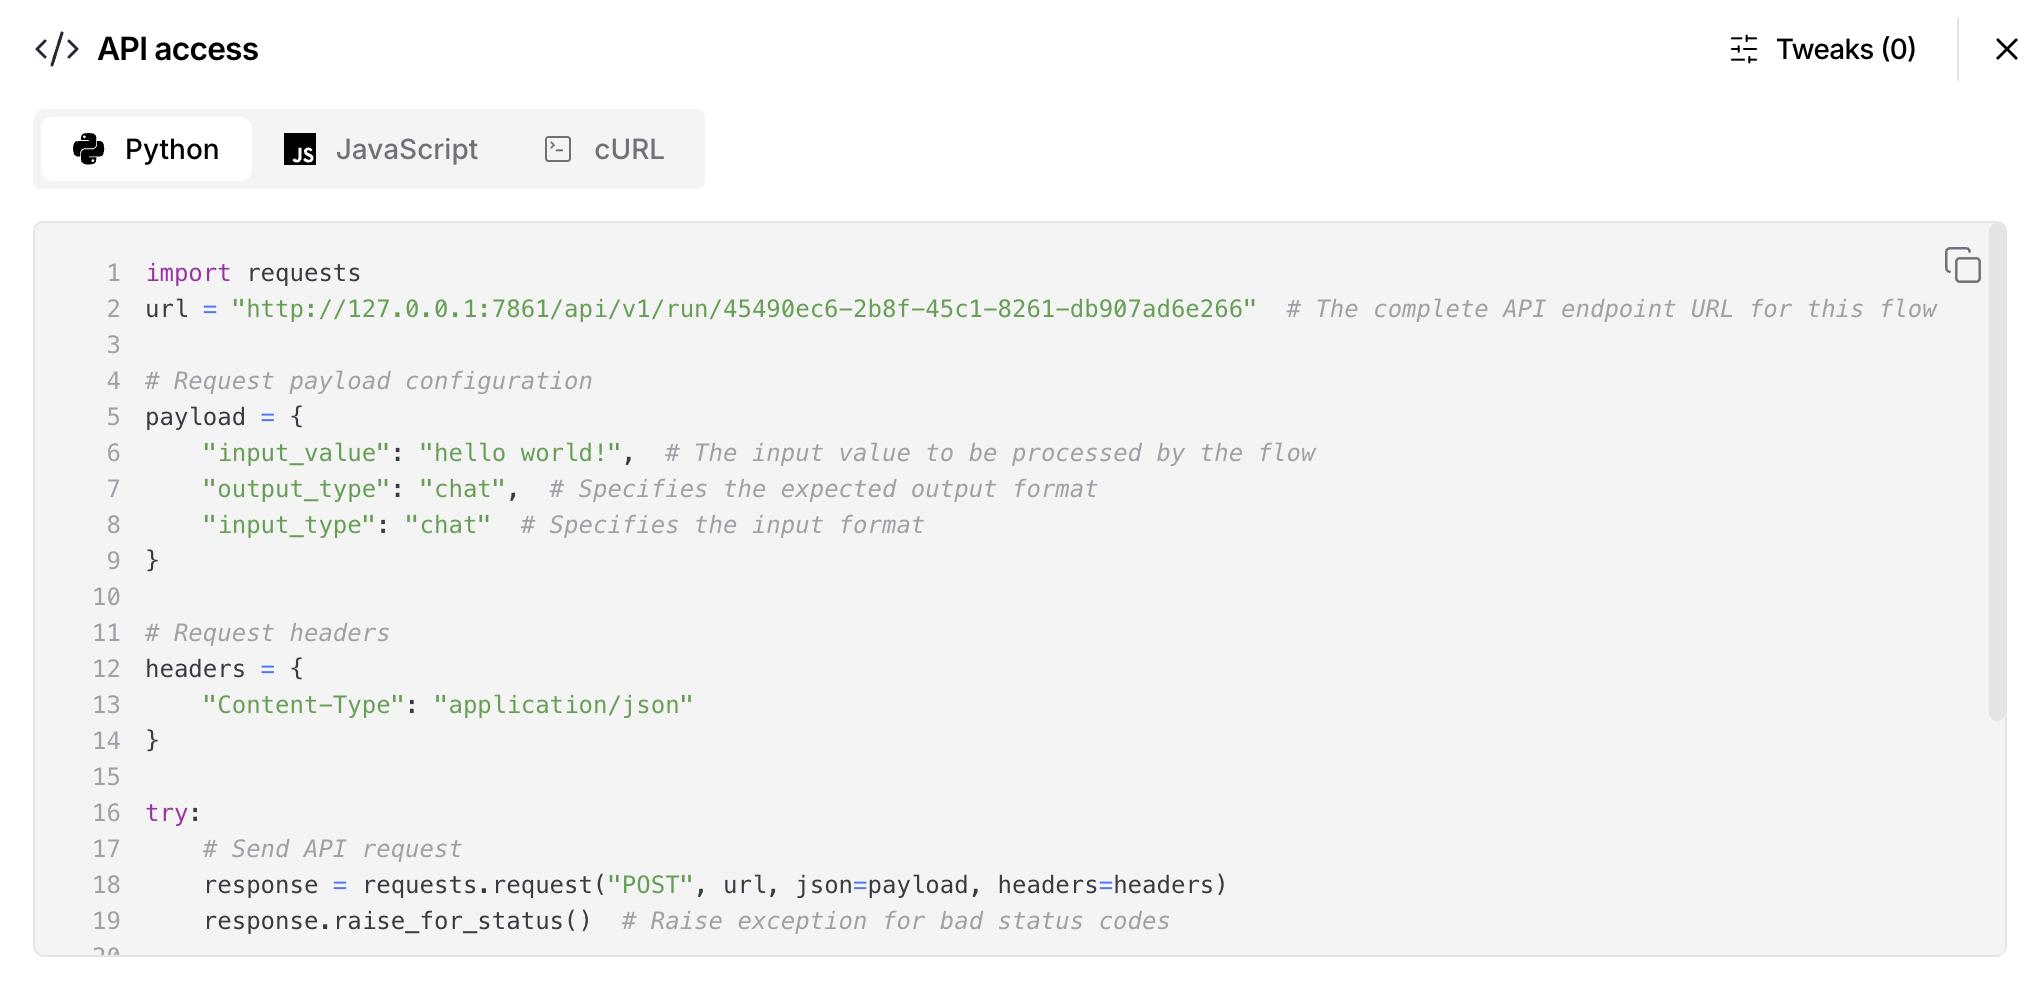 </> API access
Tweaks (0)
Python
JS JavaScript
cURL
1 import requests
2 url = "http://127.0.0.1:7861/api/v1/run/45490ec6-2b8f-45c1-8261-db907ad6e266"  # The complete API endpoint URL for this flow
3
4 # Request payload configuration
5 payload = {
6     "input_value": "hello world!",  # The input value to be processed by the flow
7     "output_type": "chat",  # Specifies the expected output format
8     "input_type": "chat"  # Specifies the input format
9 }
10
11 # Request headers
12 headers = {
13     "Content-Type": "application/json"
14 }
15
16 try:
17     # Send API request
18     response = requests.request("POST", url, json=payload, headers=headers)
19     response.raise_for_status()  # Raise exception for bad status codes
20